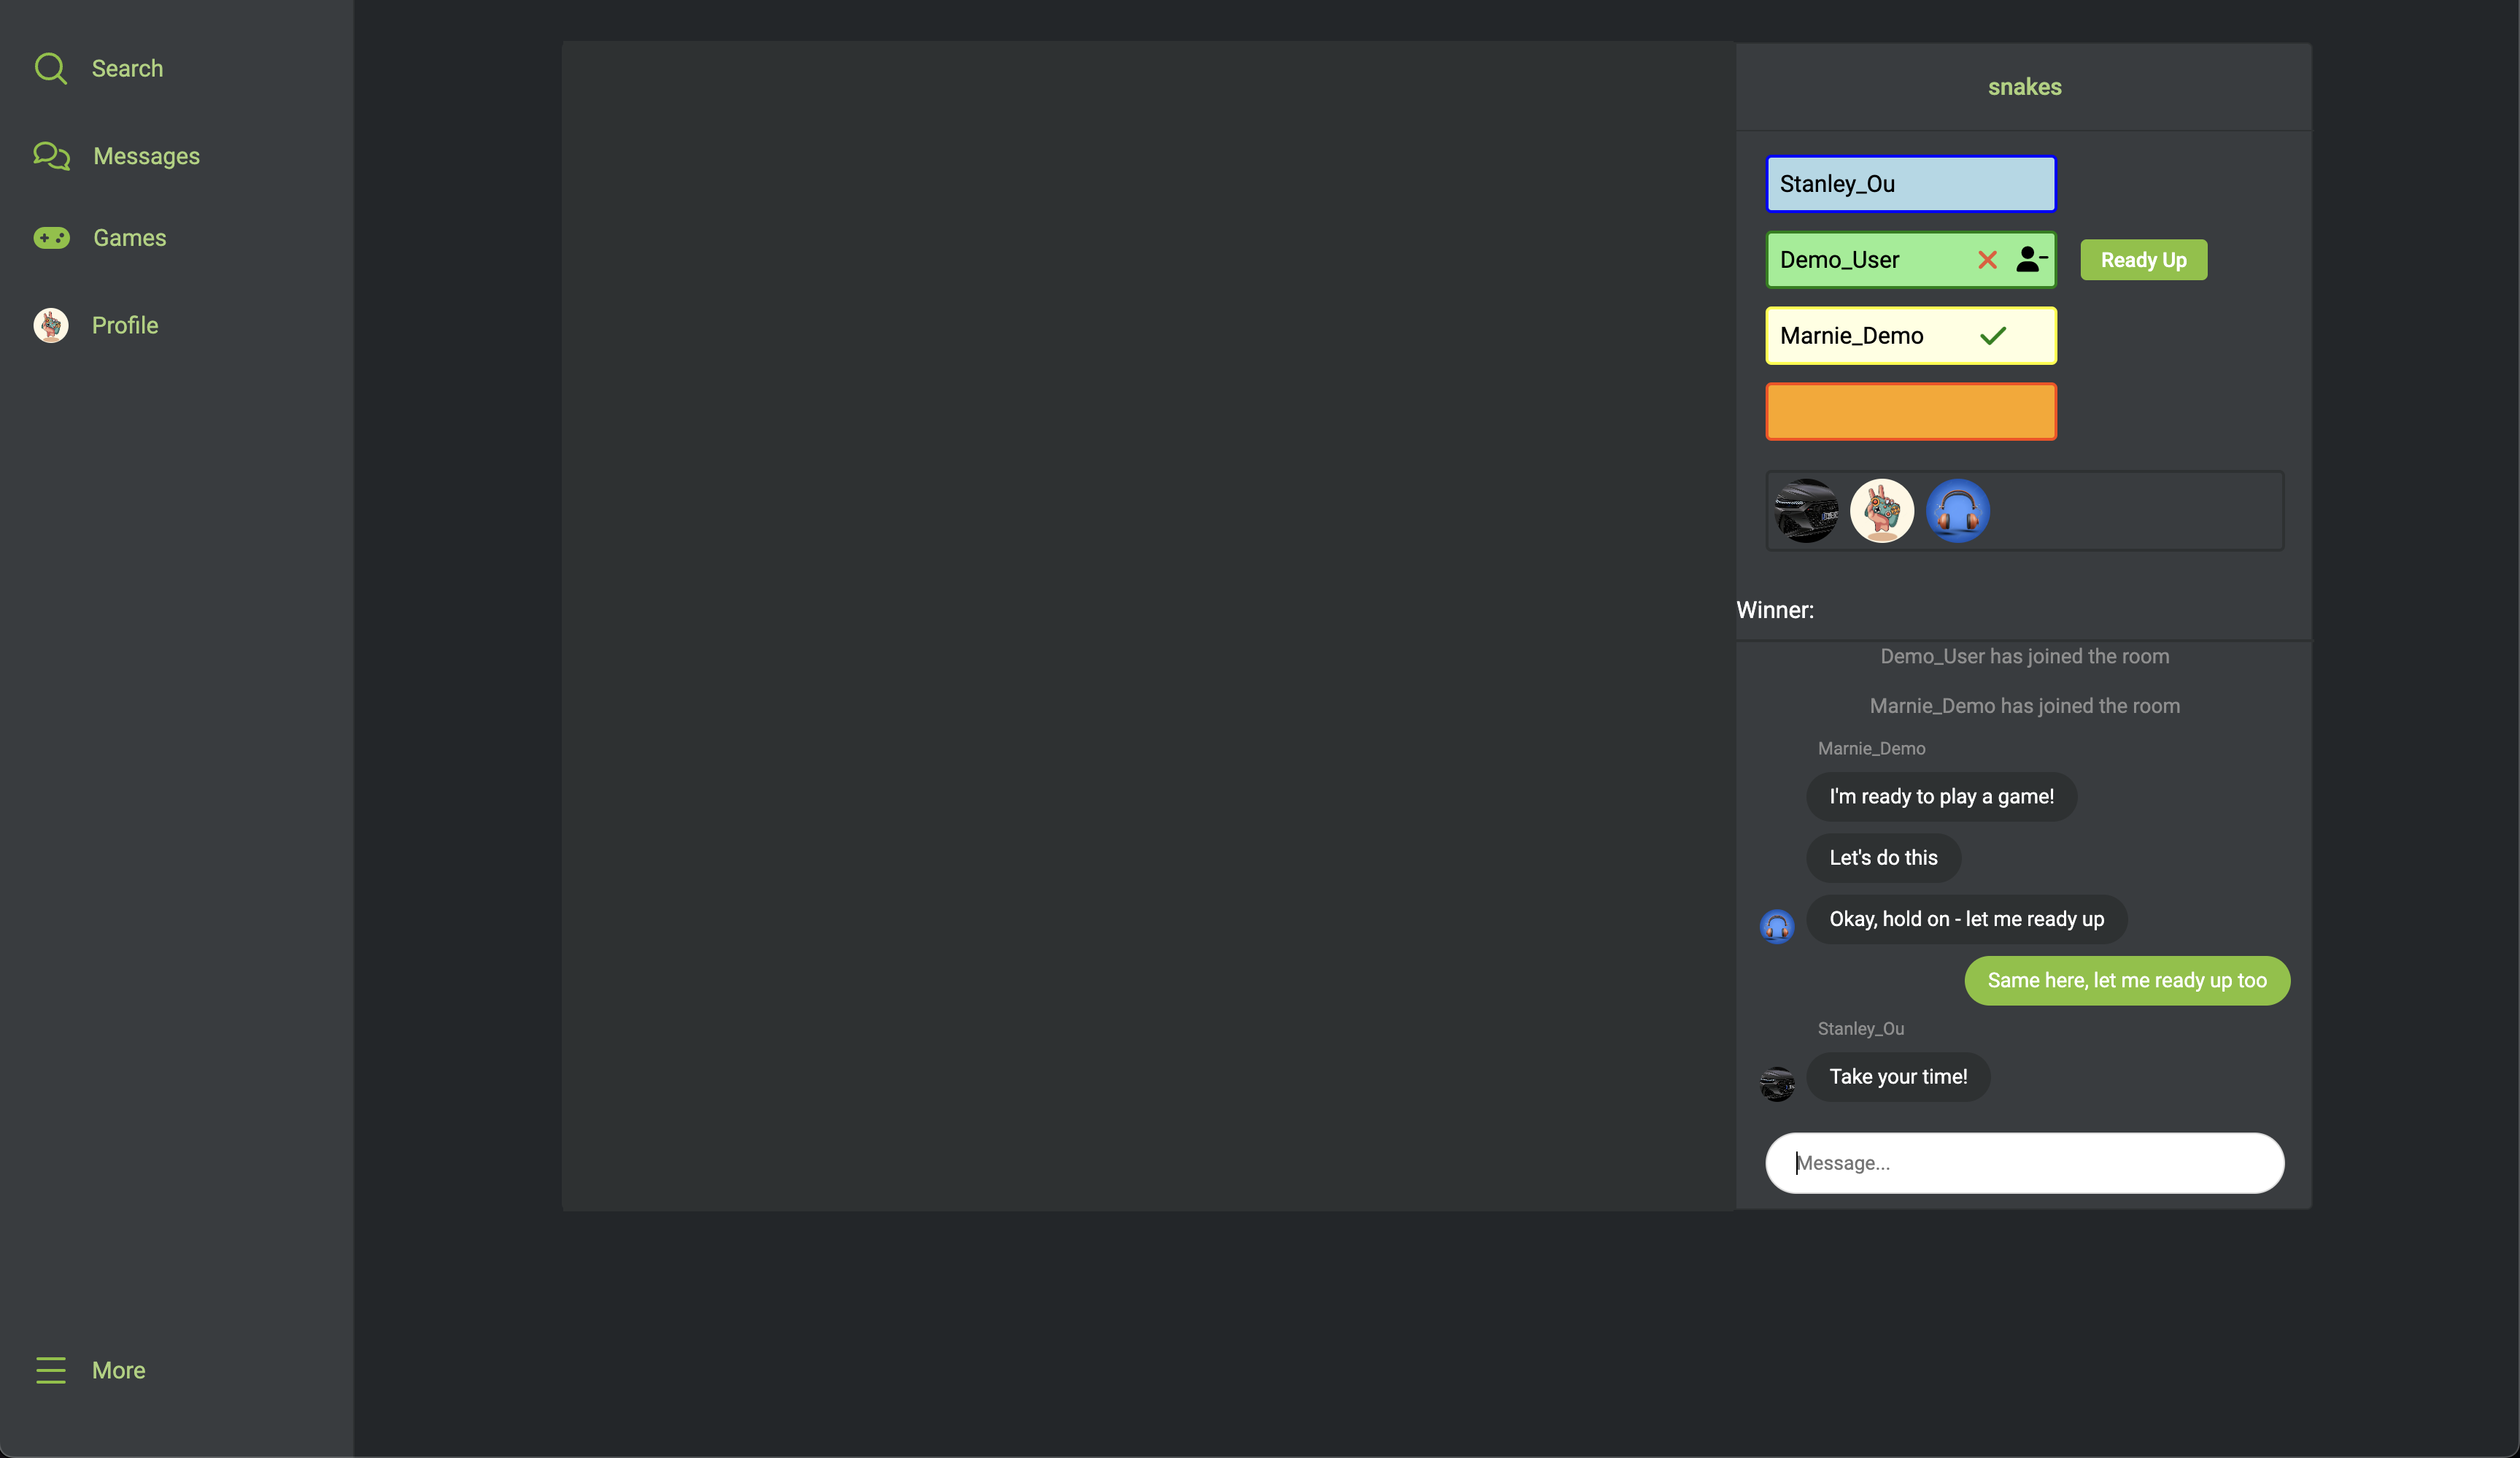 Search
Messages
Games
Profile
More
snakes
Stanley_Ou
Demo_User
Ready Up
Marnie_Demo
Winner:
Demo_User has joined the room
Marnie_Demo has joined the room
Marnie_Demo
I'm ready to play a game!
Let's do this
Okay, hold on - let me ready up
Same here, let me ready up too
Stanley_Ou
Take your time!
Message...